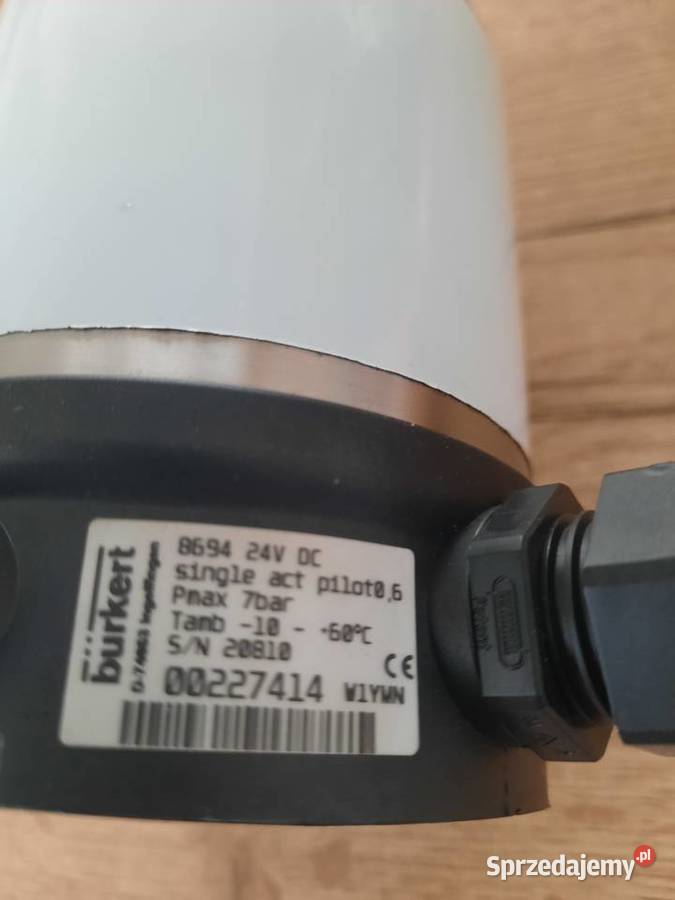 bürkert
D-74653 Ingelfingen
8694 24V DC
single act pilot0,6
Pmax 7bar
Tamb -10 - +60°C
S/N 20810
00227414 W1YWN
CE
Sprzedajemy.pl